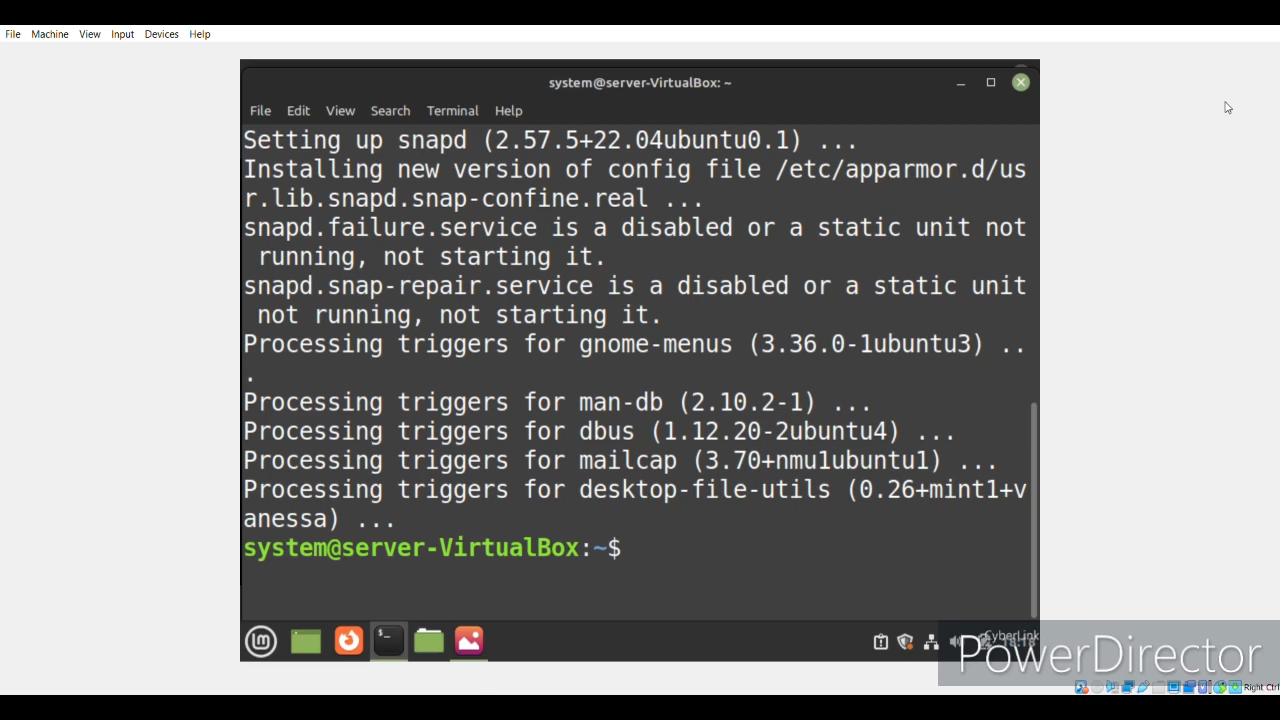 File Machine View Input Devices Help
system@server-VirtualBox: ~
File Edit View Search Terminal Help
Setting up snapd (2.57.5+22.04ubuntu0.1) ...
Installing new version of config file /etc/apparmor.d/us
r.lib.snapd.snap-confine.real ...
snapd.failure.service is a disabled or a static unit not
 running, not starting it.
snapd.snap-repair.service is a disabled or a static unit
 not running, not starting it.
Processing triggers for gnome-menus (3.36.0-1ubuntu3) ..
.
Processing triggers for man-db (2.10.2-1) ...
Processing triggers for dbus (1.12.20-2ubuntu4) ...
Processing triggers for mailcap (3.70+nmu1ubuntu1) ...
Processing triggers for desktop-file-utils (0.26+mint1+v
anessa) ...
system@server-VirtualBox:~$
CyberLink
PowerDirector
Right Ctrl